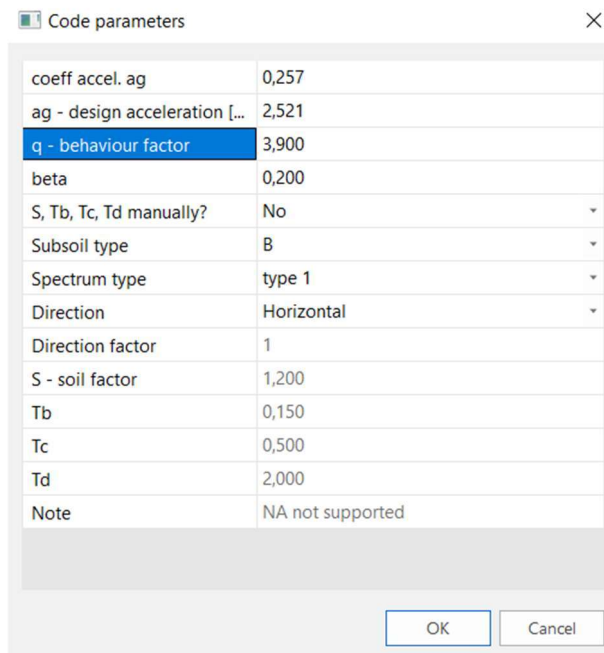 Code parameters
coeff accel. ag 0,257
ag - design acceleration [... 2,521
q - behaviour factor 3,900
beta 0,200
S, Tb, Tc, Td manually? No
Subsoil type B
Spectrum type type 1
Direction Horizontal
Direction factor 1
S - soil factor 1,200
Tb 0,150
Tc 0,500
Td 2,000
Note NA not supported
OK Cancel